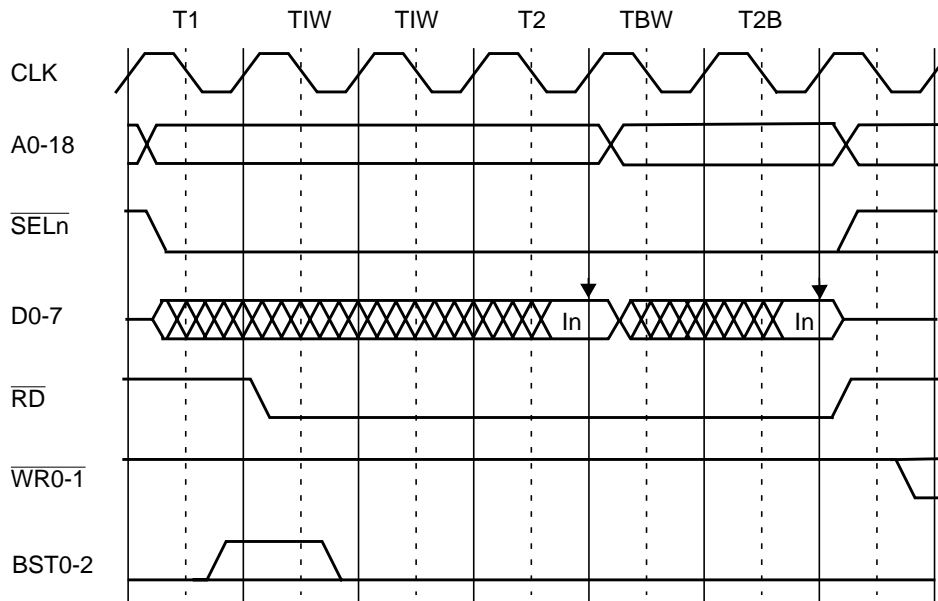 T1 TIW TIW T2 TBW T2B
CLK
A0-18
SELn
D0-7 In In
RD
WR0-1
BST0-2